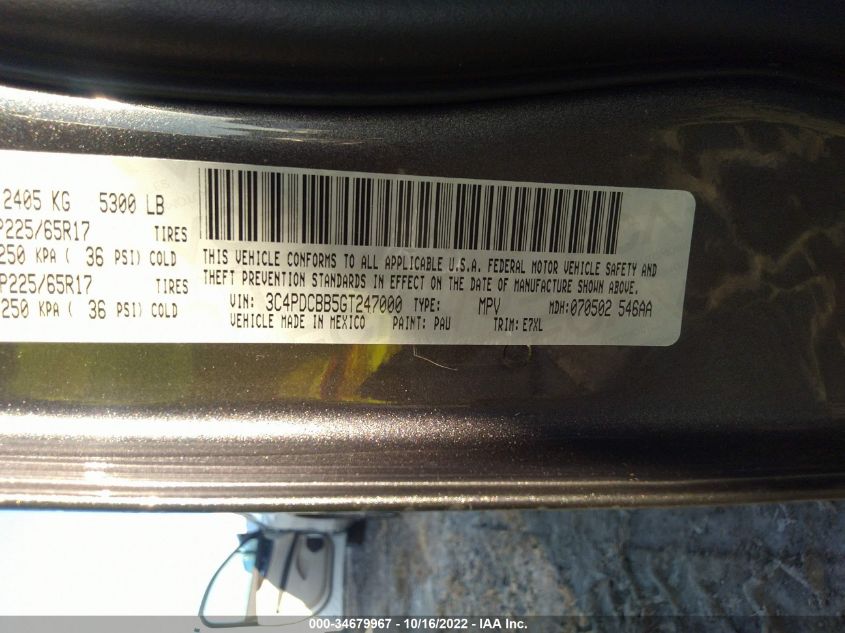 2405 KG 5300 LB
P225/65R17 TIRES
250 KPA ( 36 PSI) COLD
P225/65R17 TIRES
250 KPA ( 36 PSI) COLD
THIS VEHICLE CONFORMS TO ALL APPLICABLE U.S.A. FEDERAL MOTOR VEHICLE SAFETY AND
THEFT PREVENTION STANDARDS IN EFFECT ON THE DATE OF MANUFACTURE SHOWN ABOVE.
VIN: 3C4PDCBB5GT247000 TYPE: MPV MDH:070502 546AA
VEHICLE MADE IN MEXICO PAINT: PAU TRIM: E7XL
000-34679967 - 10/16/2022 - IAA Inc.